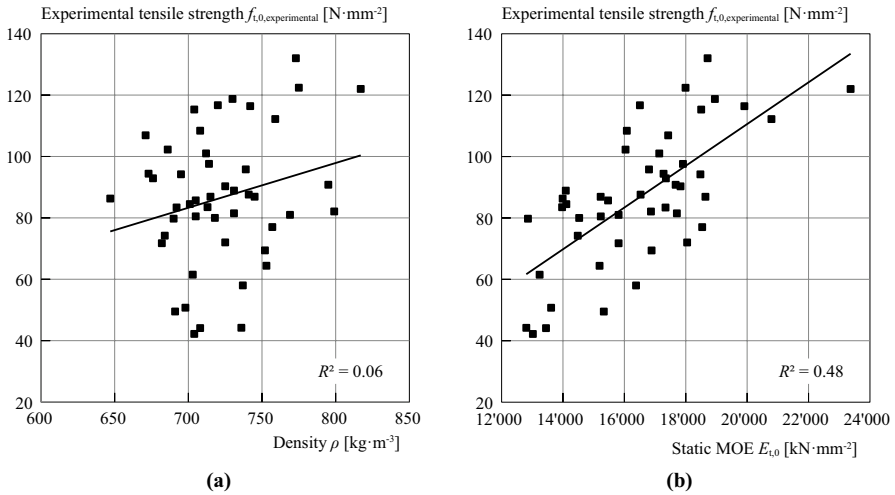 Experimental tensile strength f_t,0,experimental [N·mm-2]
140
120
100
80
60
40
20
R² = 0.06
600 650 700 750 800 850
Density ρ [kg·m-3]
(a)
Experimental tensile strength f_t,0,experimental [N·mm-2]
140
120
100
80
60
40
20
R² = 0.48
12'000 14'000 16'000 20'000 22'000 24'000
Static MOE E_t,0 [kN·mm-2]
(b)